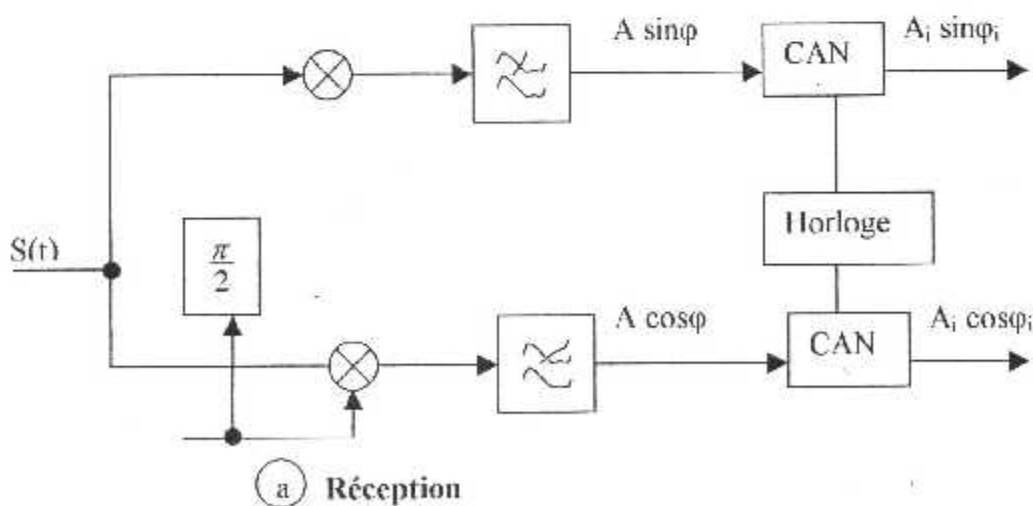 A sinφ
CAN
Aᵢ sinφᵢ
Horloge
S(t)
π
2
A cosφ
CAN
Aᵢ cosφᵢ
a Réception